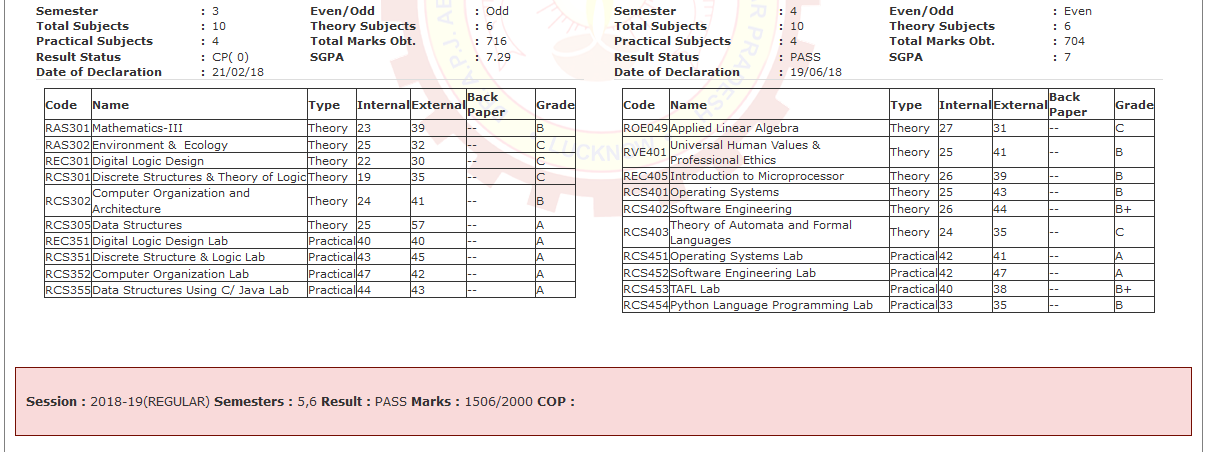 Semester : 3 Even/Odd : Odd
Total Subjects : 10 Theory Subjects : 6
Practical Subjects : 4 Total Marks Obt. : 716
Result Status : CP( 0) SGPA : 7.29
Date of Declaration : 21/02/18
Code Name Type Internal External Back Paper Grade
RAS301 Mathematics-III Theory 23 39 -- B
RAS302 Environment & Ecology Theory 25 32 -- C
REC301 Digital Logic Design Theory 22 30 -- C
RCS301 Discrete Structures & Theory of Logic Theory 19 35 -- C
RCS302 Computer Organization and Architecture Theory 24 41 -- B
RCS305 Data Structures Theory 25 57 -- A
REC351 Digital Logic Design Lab Practical 40 40 -- A
RCS351 Discrete Structure & Logic Lab Practical 43 45 -- A
RCS352 Computer Organization Lab Practical 47 42 -- A
RCS355 Data Structures Using C/ Java Lab Practical 44 43 -- A
Semester : 4 Even/Odd : Even
Total Subjects : 10 Theory Subjects : 6
Practical Subjects : 4 Total Marks Obt. : 704
Result Status : PASS SGPA : 7
Date of Declaration : 19/06/18
Code Name Type Internal External Back Paper Grade
ROE049 Applied Linear Algebra Theory 27 31 -- C
RVE401 Universal Human Values & Professional Ethics Theory 25 41 -- B
REC405 Introduction to Microprocessor Theory 26 39 -- B
RCS401 Operating Systems Theory 25 43 -- B
RCS402 Software Engineering Theory 26 44 -- B+
RCS403 Theory of Automata and Formal Languages Theory 24 35 -- C
RCS451 Operating Systems Lab Practical 42 41 -- A
RCS452 Software Engineering Lab Practical 42 47 -- A
RCS453 TAFL Lab Practical 40 38 -- B+
RCS454 Python Language Programming Lab Practical 33 35 -- B
Session : 2018-19(REGULAR) Semesters : 5,6 Result : PASS Marks : 1506/2000 COP :